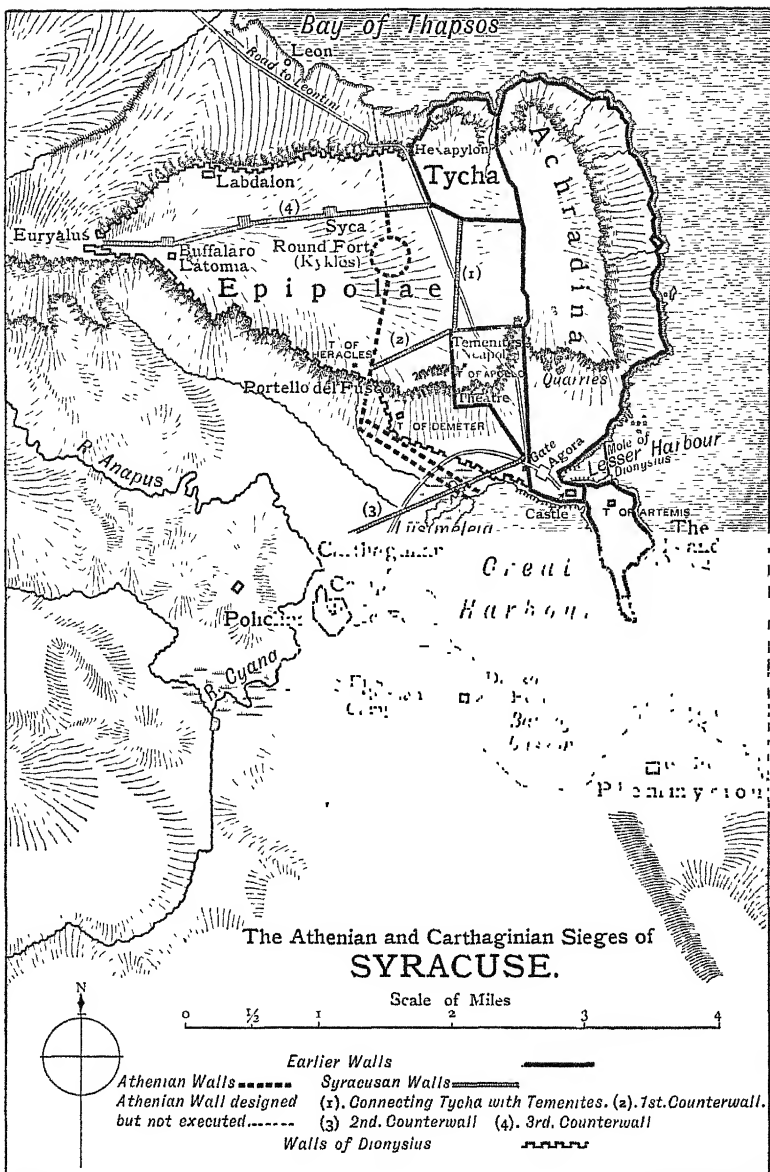 Bay of Thapsos
Leon
Road to Leontini
Hexapylon
Tycha
Achradina
Labdalon
(4)
Euryalus
Syca
Buffalaro
Latomia
Round Fort
(Kyklos)
(1)
Epipolae
(2)
T OF
HERACLES
Temenites
T OF APOLLO
Quarries
Portello del Fusco
Theatre
T OF DEMETER
R. Anapus
Gate
Agora
Mole of
Lesser Harbour
Dionysius
(3)
Castle
T OF ARTEMIS
The
Great
Harbour
R. Cyana
Plemmyrion
The Athenian and Carthaginian Sieges of
SYRACUSE.
Scale of Miles
N
0 ½ 1 2 3 4
Earlier Walls
Athenian Walls Syracusan Walls
Athenian Wall designed (1). Connecting Tycha with Temenites. (2). 1st. Counterwall.
but not executed (3) 2nd. Counterwall (4). 3rd. Counterwall
Walls of Dionysius